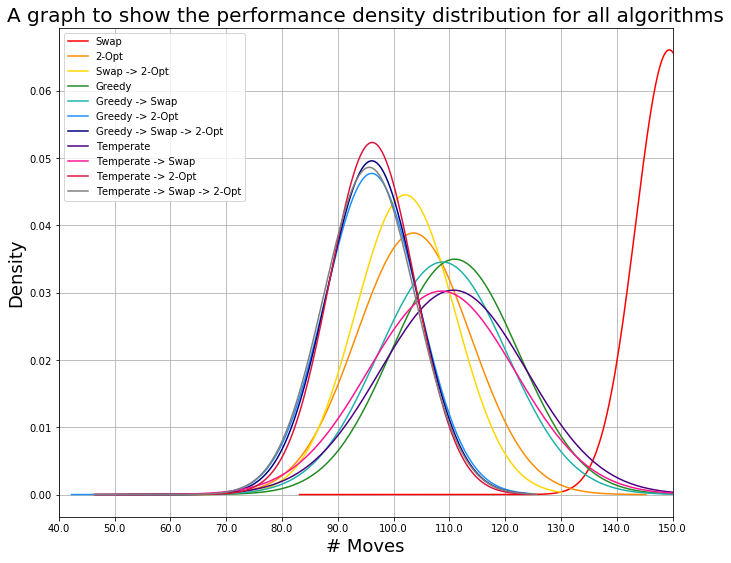 A graph to show the performance density distribution for all algorithms
Swap
2-Opt
Swap -> 2-Opt
Greedy
Greedy -> Swap
Greedy -> 2-Opt
Greedy -> Swap -> 2-Opt
Temperate
Temperate -> Swap
Temperate -> 2-Opt
Temperate -> Swap -> 2-Opt
Density
0.06
0.05
0.04
0.03
0.02
0.01
0.00
40.0 50.0 60.0 70.0 80.0 90.0 100.0 110.0 120.0 130.0 140.0 150.0
# Moves